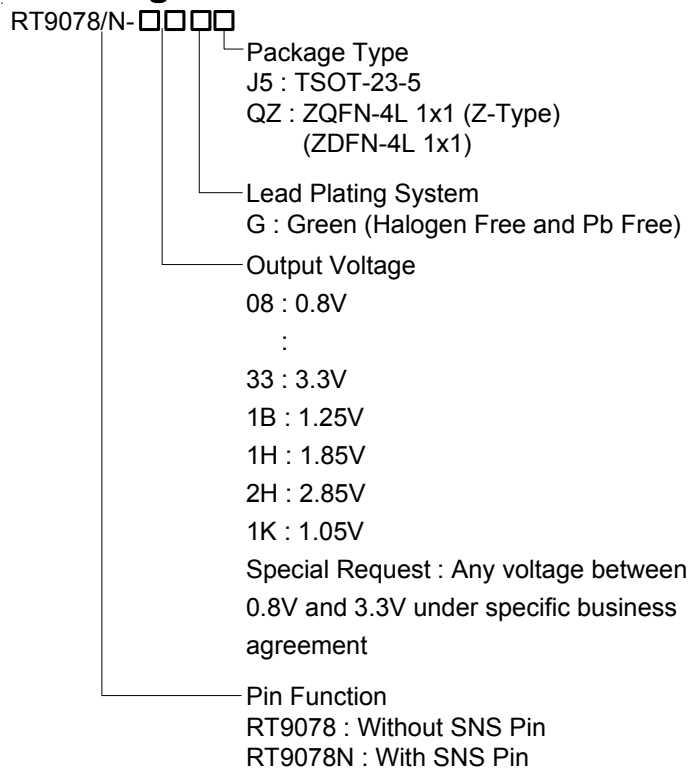 RT9078/N-
Package Type
J5 : TSOT-23-5
QZ : ZQFN-4L 1x1 (Z-Type)
(ZDFN-4L 1x1)
Lead Plating System
G : Green (Halogen Free and Pb Free)
Output Voltage
08 : 0.8V
:
33 : 3.3V
1B : 1.25V
1H : 1.85V
2H : 2.85V
1K : 1.05V
Special Request : Any voltage between
0.8V and 3.3V under specific business
agreement
Pin Function
RT9078 : Without SNS Pin
RT9078N : With SNS Pin